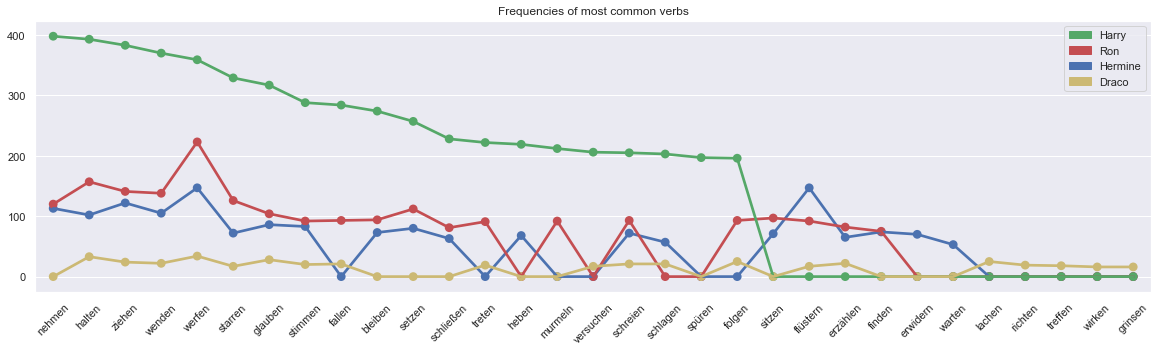 Frequencies of most common verbs
Harry
Ron
Hermine
Draco
400
300
200
100
0
nehmen
halten
ziehen
wenden
werfen
starren
glauben
stimmen
fallen
bleiben
setzen
schließen
treten
heben
murmeln
versuchen
schreien
schlagen
spüren
folgen
sitzen
flüstern
erzählen
finden
erwidern
warten
lachen
richten
treffen
wirken
grinsen